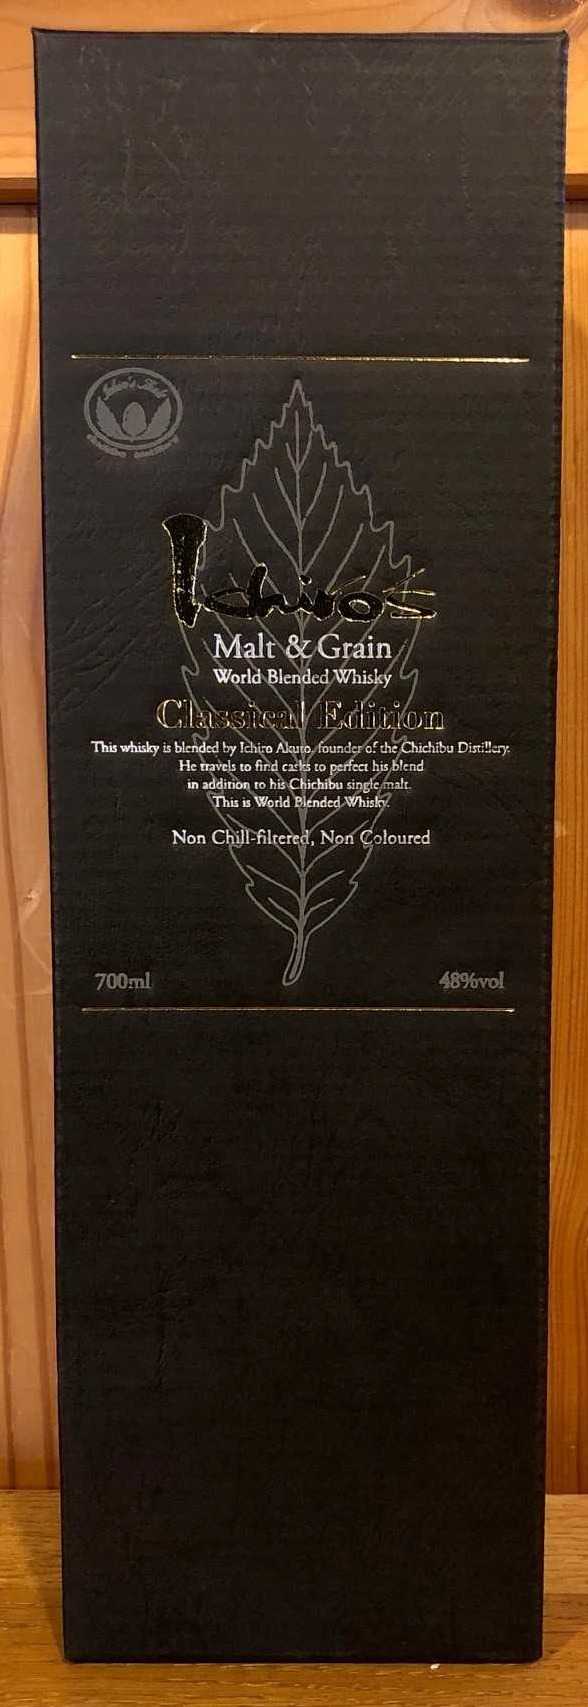 Ichiro's Malt
Ichiro's
Malt & Grain
World Blended Whisky
Classical Edition
This whisky is blended by Ichiro Akuto, founder of the Chichibu Distillery.
He travels to find casks to perfect his blend
in addition to his Chichibu single malt.
This is World Blended Whisky.
Non Chill-filtered, Non Coloured
700ml
48%vol